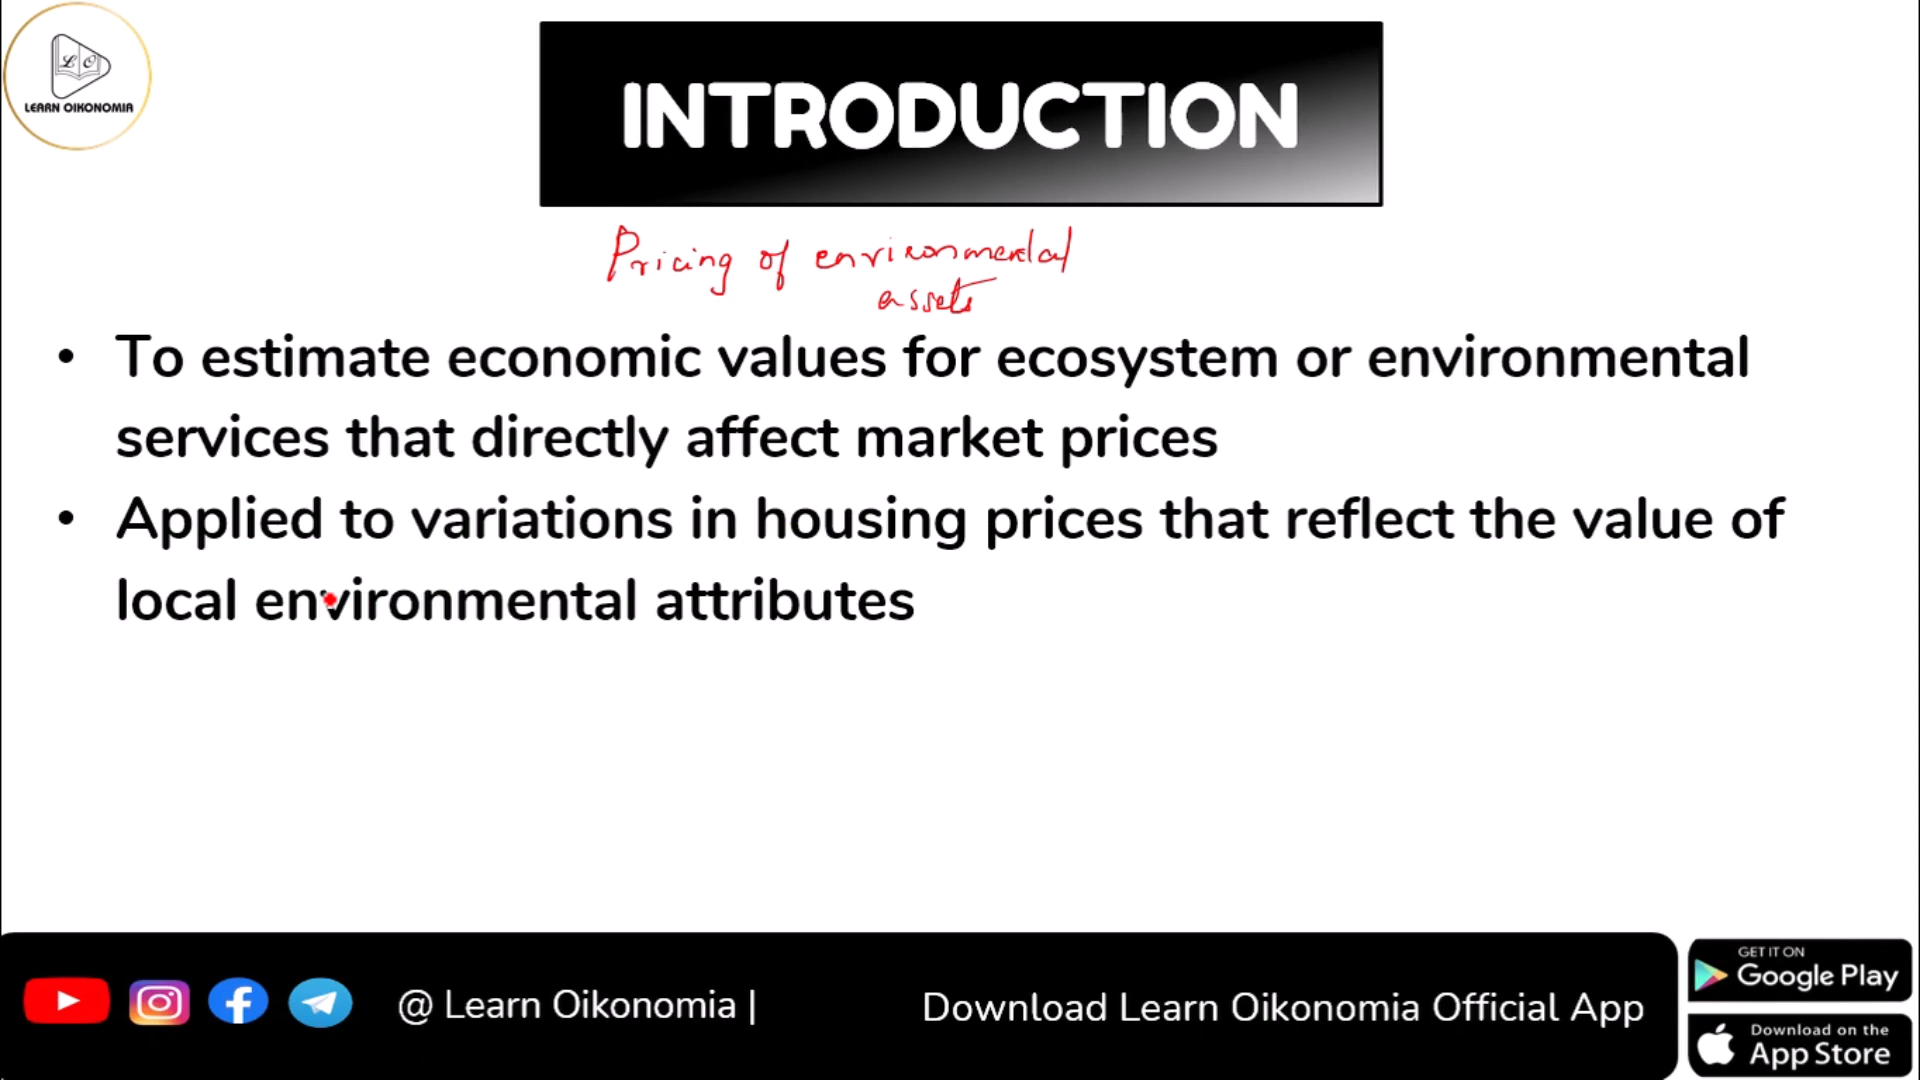 L O
LEARN OIKONOMIA
INTRODUCTION
Pricing of environmental
assets
• To estimate economic values for ecosystem or environmental
services that directly affect market prices
• Applied to variations in housing prices that reflect the value of
local environmental attributes
@ Learn Oikonomia |
Download Learn Oikonomia Official App
GET IT ON
Google Play
Download on the
App Store